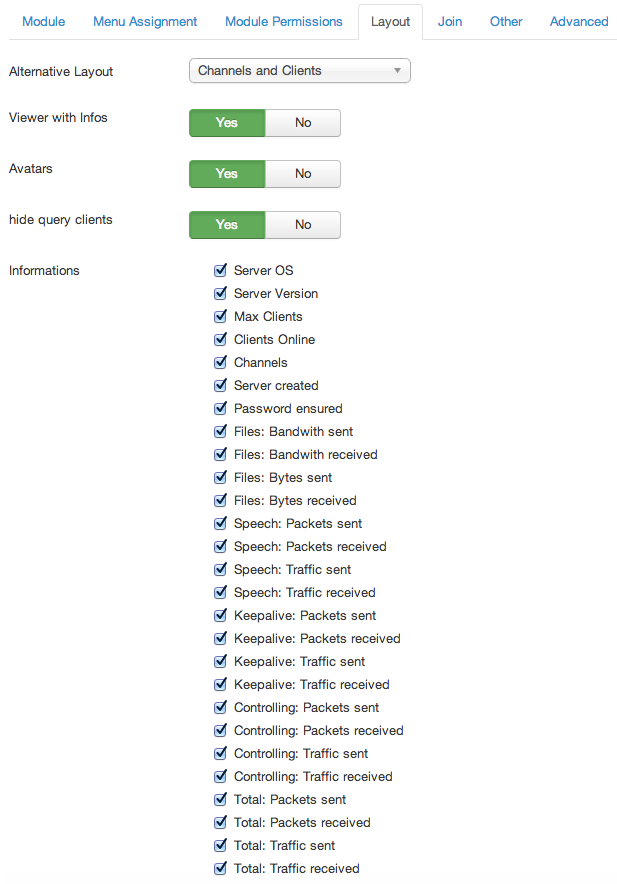 Module Menu Assignment Module Permissions Layout Join Other Advanced
Alternative Layout Channels and Clients
Viewer with Infos Yes No
Avatars Yes No
hide query clients Yes No
Informations Server OS
Server Version
Max Clients
Clients Online
Channels
Server created
Password ensured
Files: Bandwith sent
Files: Bandwith received
Files: Bytes sent
Files: Bytes received
Speech: Packets sent
Speech: Packets received
Speech: Traffic sent
Speech: Traffic received
Keepalive: Packets sent
Keepalive: Packets received
Keepalive: Traffic sent
Keepalive: Traffic received
Controlling: Packets sent
Controlling: Packets received
Controlling: Traffic sent
Controlling: Traffic received
Total: Packets sent
Total: Packets received
Total: Traffic sent
Total: Traffic received